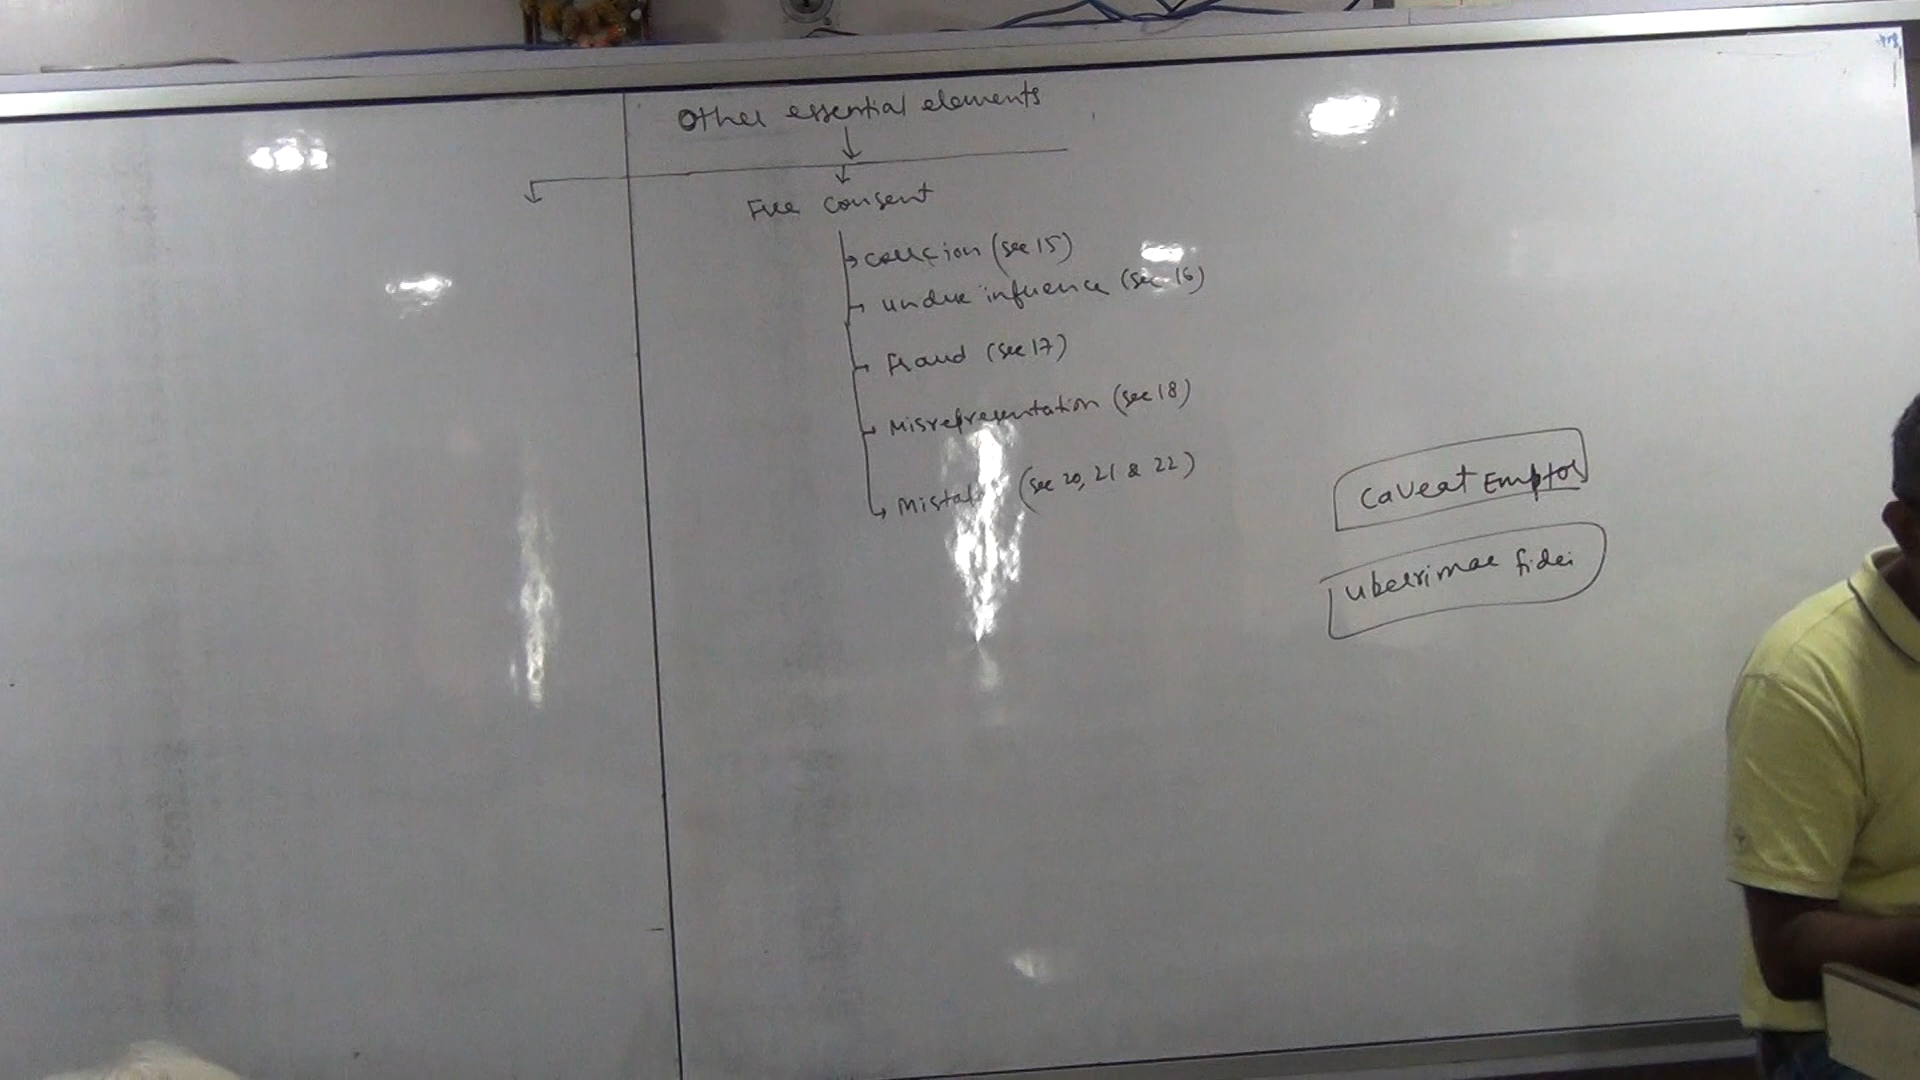 Other essential elements
Free consent
coercion (sec 15)
undue influence (sec 16)
Fraud (sec 17)
Misrepresentation (sec 18)
Mistake (sec 20, 21 & 22)
Caveat Emptor
uberrimae fidei